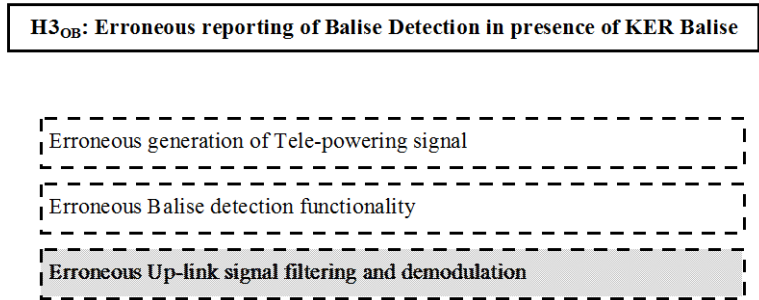 H3OB: Erroneous reporting of Balise Detection in presence of KER Balise
Erroneous generation of Tele-powering signal
Erroneous Balise detection functionality
Erroneous Up-link signal filtering and demodulation